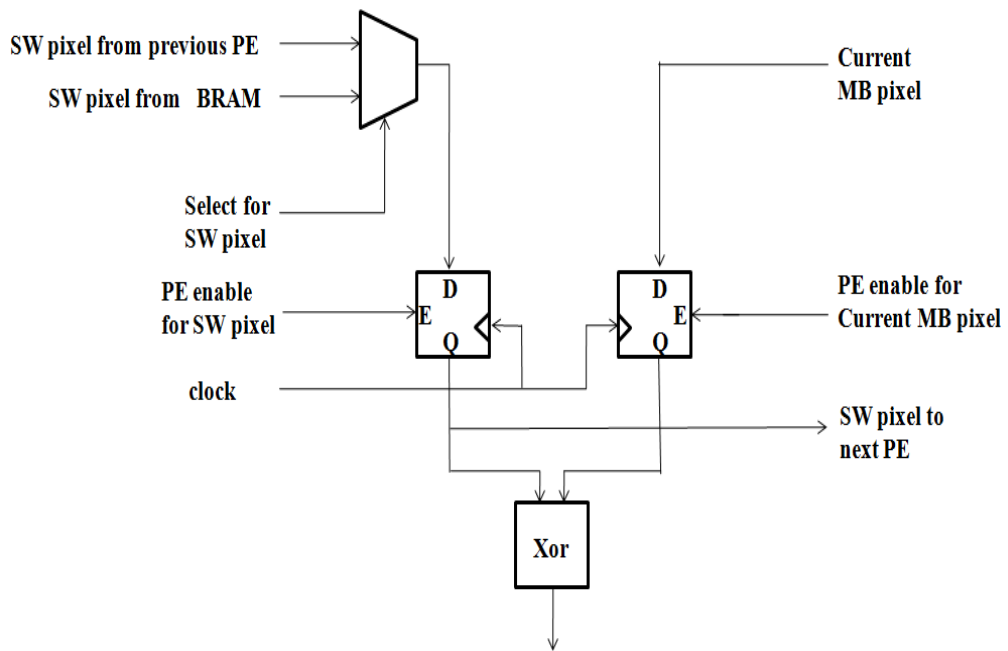 SW pixel from previous PE
SW pixel from BRAM
Current
MB pixel
Select for
SW pixel
PE enable
for SW pixel
D
E
Q
D
E
Q
PE enable for
Current MB pixel
clock
SW pixel to
next PE
Xor